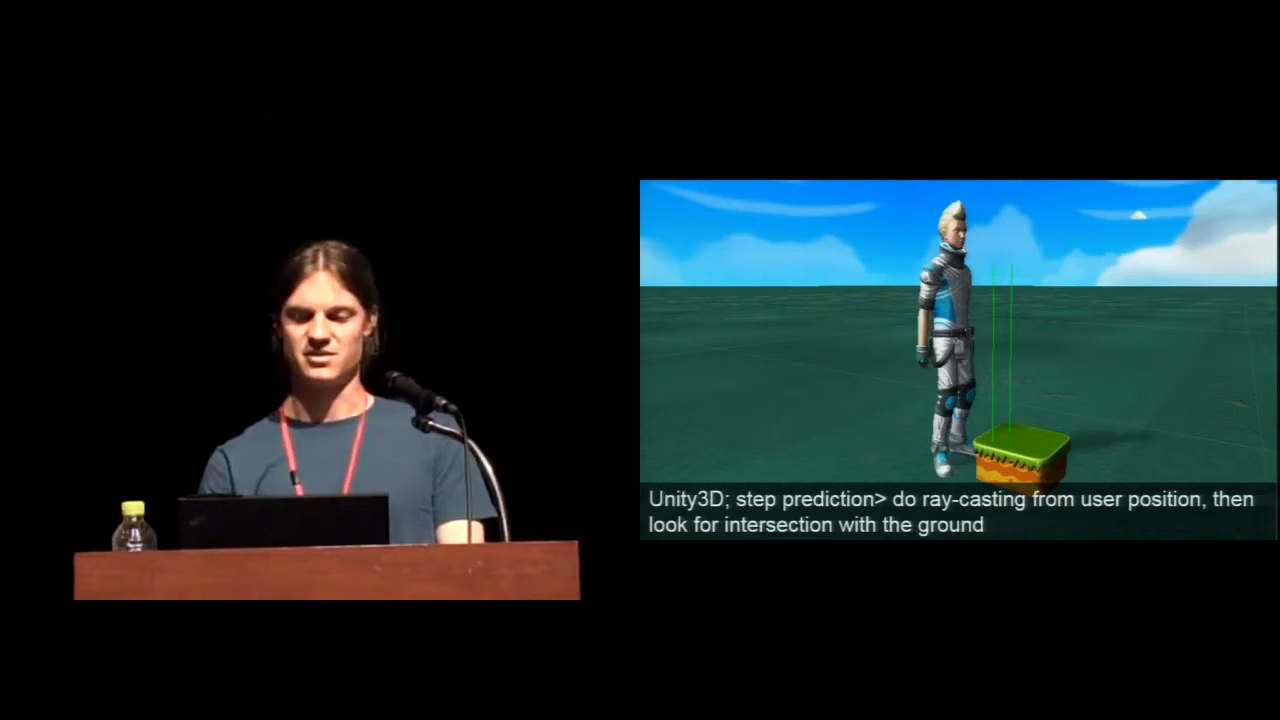 Unity3D; step prediction> do ray-casting from user position, then
look for intersection with the ground